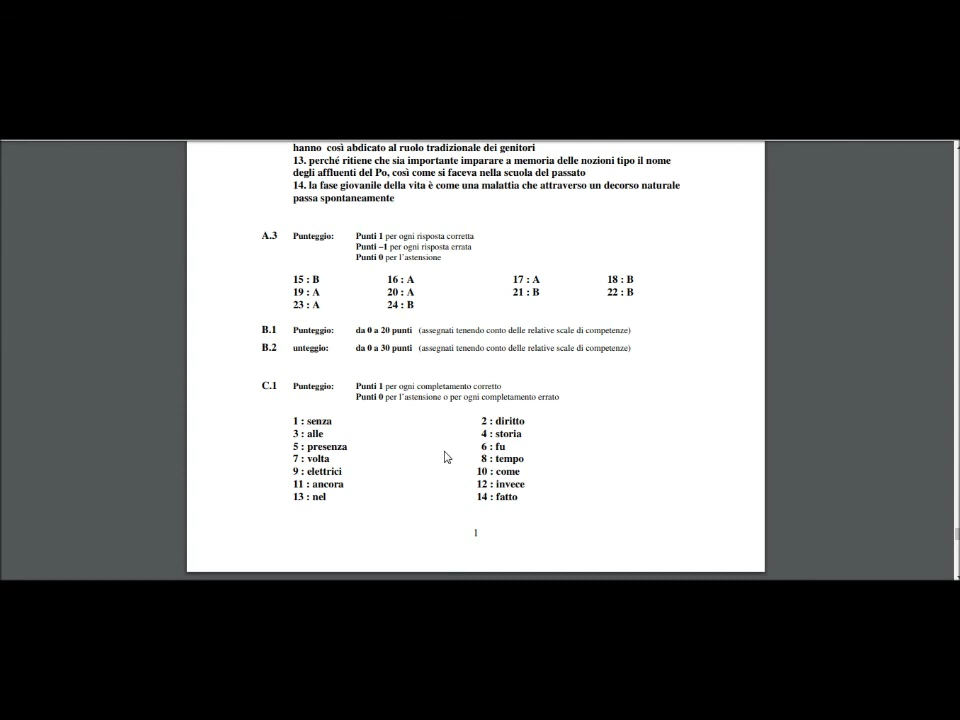 hanno così abdicato al ruolo tradizionale dei genitori
13. perché ritiene che sia importante imparare a memoria delle nozioni tipo il nome
degli affluenti del Po, così come si faceva nella scuola del passato
14. la fase giovanile della vita è come una malattia che attraverso un decorso naturale
passa spontaneamente
A.3 Punteggio: Punti 1 per ogni risposta corretta
Punti –1 per ogni risposta errata
Punti 0 per l'astensione
15 : B 16 : A 17 : A 18 : B
19 : A 20 : A 21 : B 22 : B
23 : A 24 : B
B.1 Punteggio: da 0 a 20 punti (assegnati tenendo conto delle relative scale di competenze)
B.2 unteggio: da 0 a 30 punti (assegnati tenendo conto delle relative scale di competenze)
C.1 Punteggio: Punti 1 per ogni completamento corretto
Punti 0 per l'astensione o per ogni completamento errato
1 : senza 2 : diritto
3 : alle 4 : storia
5 : presenza 6 : fu
7 : volta 8 : tempo
9 : elettrici 10 : come
11 : ancora 12 : invece
13 : nel 14 : fatto
1